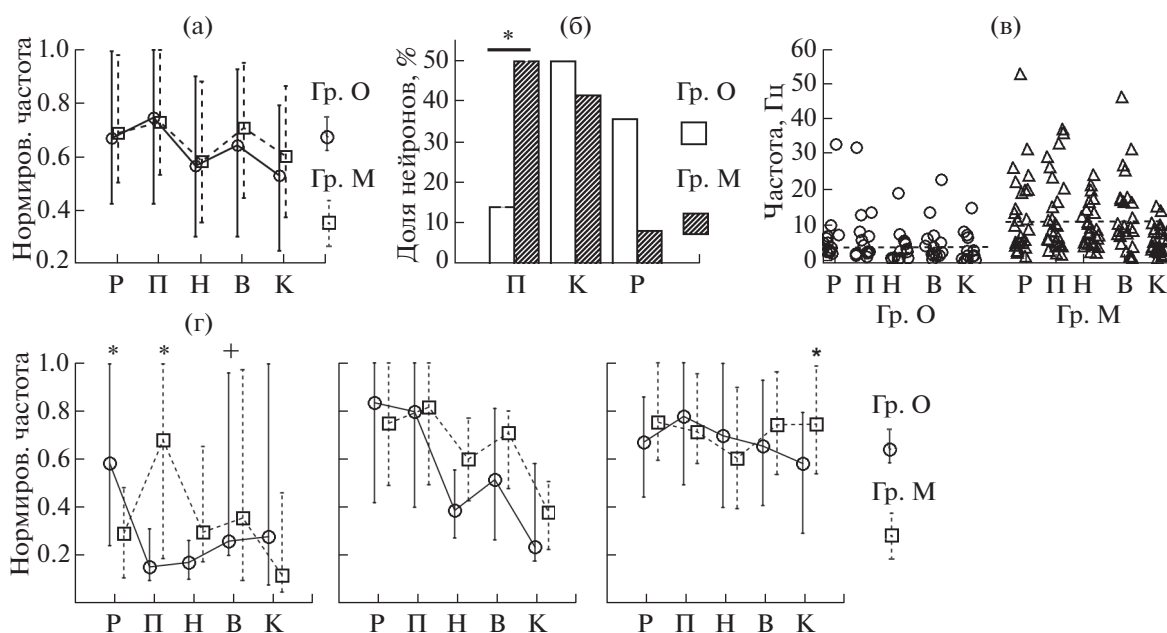 (а)
Нормиров. частота
1.0
0.8
0.6
0.4
0.2
Р П Н В К
Гр. О
Гр. М
(б)
Доля нейронов, %
50
40
30
20
10
0
*
П К Р
Гр. О
Гр. М
(в)
Частота, Гц
60
50
40
30
20
10
0
Р П Н В К Р П Н В К
Гр. О Гр. М
(г)
Нормиров. частота
1.0
0.8
0.6
0.4
0.2
* * +
*
Р П Н В К
Р П Н В К
Р П Н В К
Гр. О
Гр. М